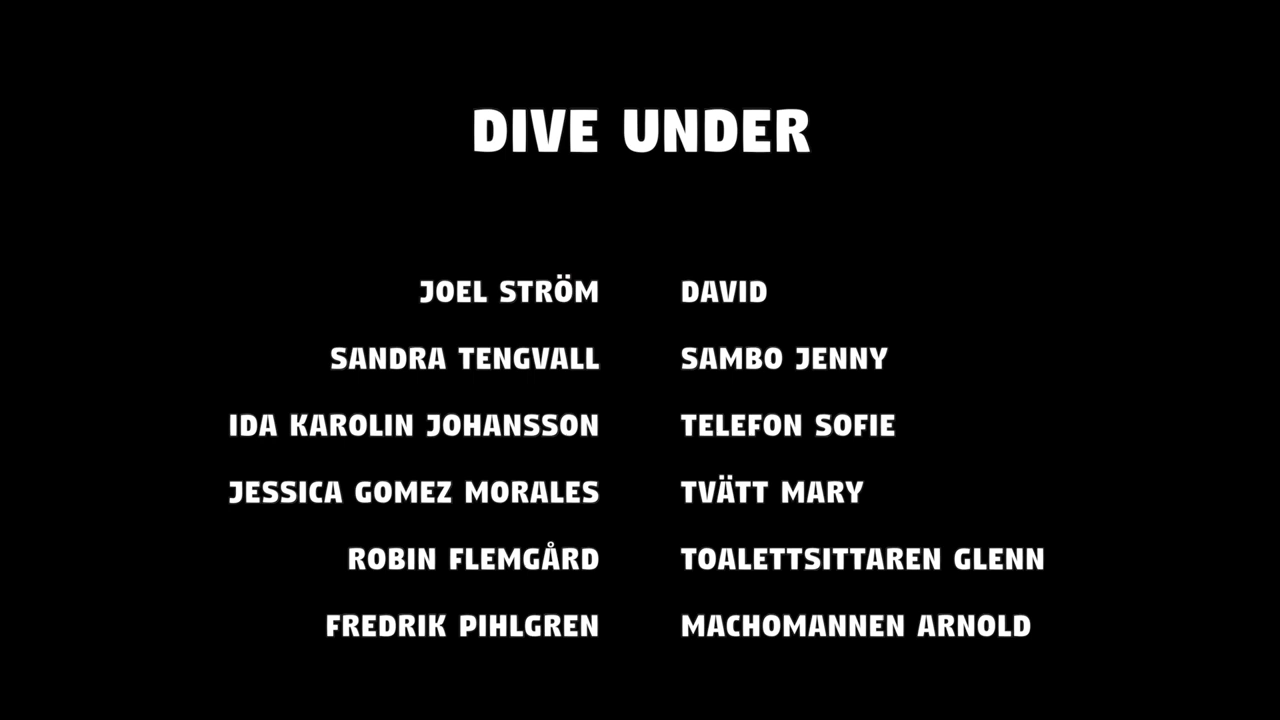 DIVE UNDER
JOEL STRÖM DAVID
SANDRA TENGVALL SAMBO JENNY
IDA KAROLIN JOHANSSON TELEFON SOFIE
JESSICA GOMEZ MORALES TVÄTT MARY
ROBIN FLEMGÅRD TOALETTSITTAREN GLENN
FREDRIK PIHLGREN MACHOMANNEN ARNOLD